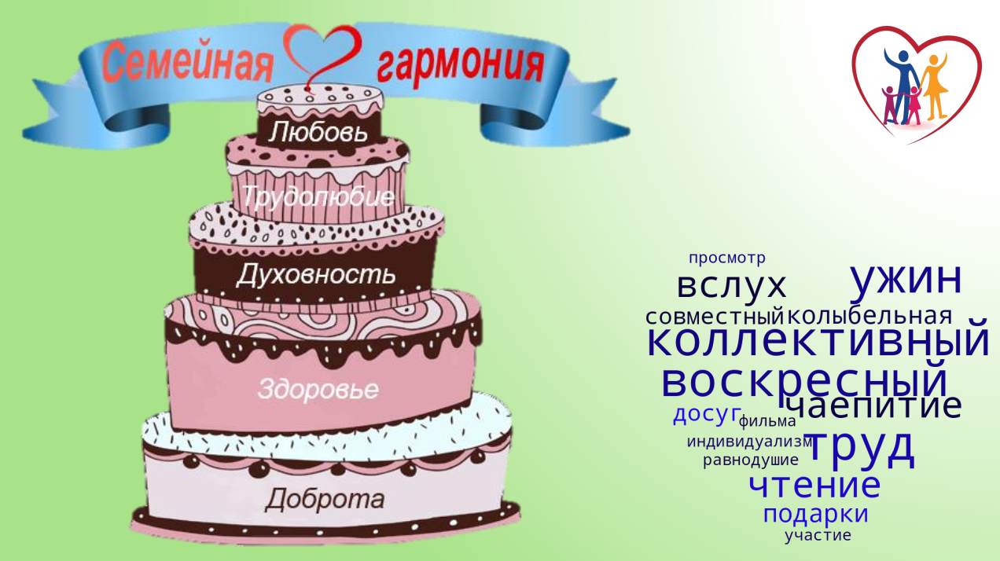 Семейная гармония
Любовь
Трудолюбие
Духовность
Здоровье
Доброта
просмотр
вслух ужин
совместный колыбельная
коллективный
воскресный
чаепитие
досуг фильма
индивидуализм труд
равнодушие
чтение
подарки
участие